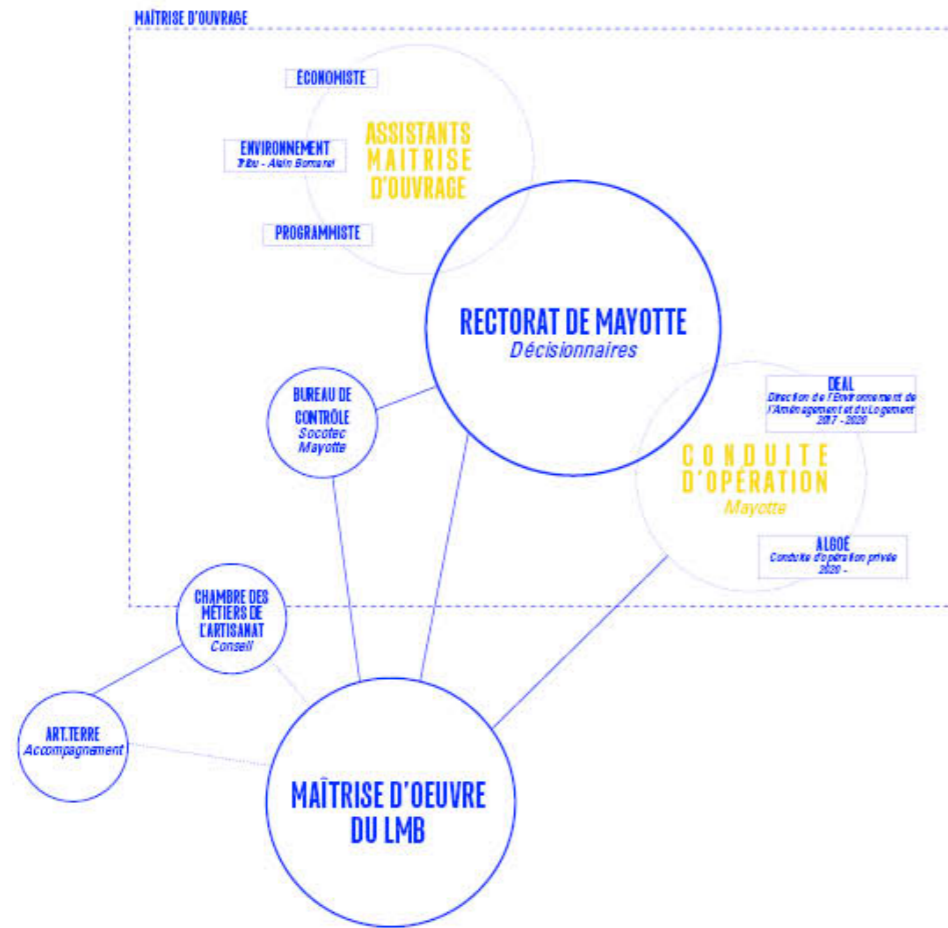 MAÎTRISE D'OUVRAGE
ÉCONOMISTE
ASSISTANTS
MAITRISE
D'OUVRAGE
ENVIRONNEMENT
Tribu - Alain Bornarel
PROGRAMMISTE
RECTORAT DE MAYOTTE
Décisionnaires
BUREAU DE
CONTRÔLE
Socotec
Mayotte
DEAL
Direction de l'Environnement de
l'Aménagement et du Logement
2017 - 2020
CONDUITE
D'OPÉRATION
Mayotte
ALGOÉ
Conduite d'opération privée
2020 -
CHAMBRE DES
MÉTIERS DE
L'ARTISANAT
Conseil
ART.TERRE
Accompagnement
MAÎTRISE D'OEUVRE
DU LMB